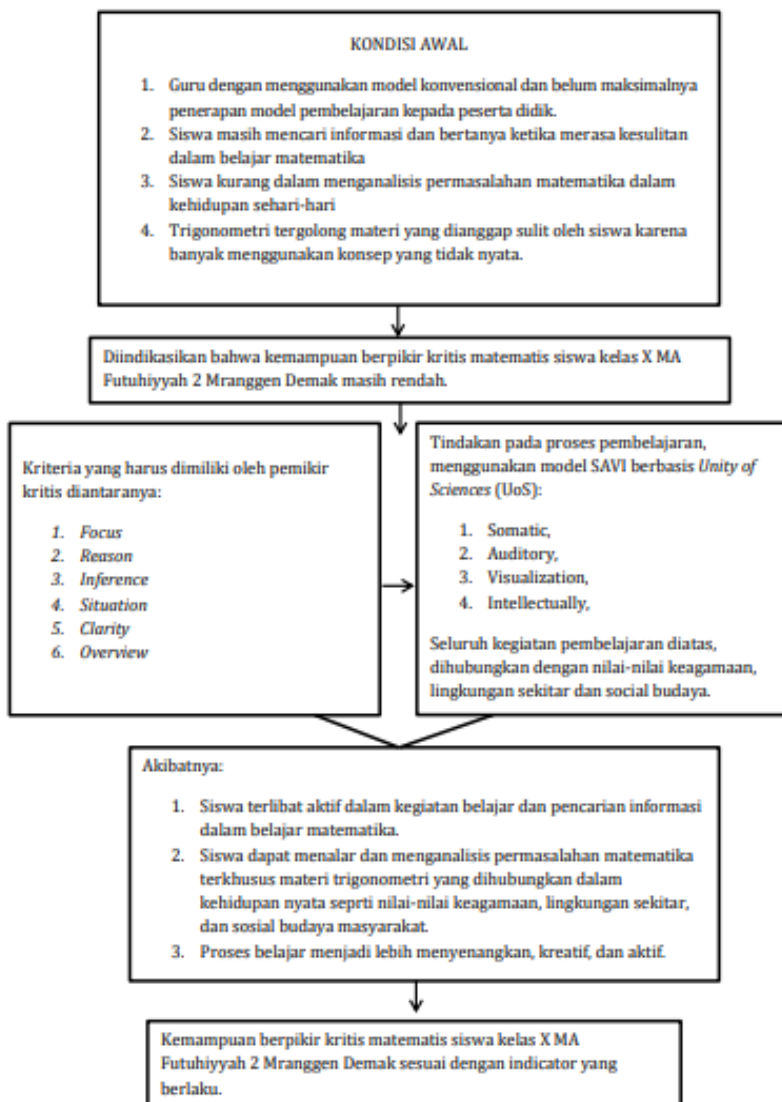 KONDISI AWAL
1. Guru dengan menggunakan model konvensional dan belum maksimalnya
penerapan model pembelajaran kepada peserta didik.
2. Siswa masih mencari informasi dan bertanya ketika merasa kesulitan
dalam belajar matematika
3. Siswa kurang dalam menganalisis permasalahan matematika dalam
kehidupan sehari-hari
4. Trigonometri tergolong materi yang dianggap sulit oleh siswa karena
banyak menggunakan konsep yang tidak nyata.
Diindikasikan bahwa kemampuan berpikir kritis matematis siswa kelas X MA
Futuhiyyah 2 Mranggen Demak masih rendah.
Kriteria yang harus dimiliki oleh pemikir
kritis diantaranya:
1. Focus
2. Reason
3. Inference
4. Situation
5. Clarity
6. Overview
Tindakan pada proses pembelajaran,
menggunakan model SAVI berbasis Unity of
Sciences (UoS):
1. Somatic,
2. Auditory,
3. Visualization,
4. Intellectually,
Seluruh kegiatan pembelajaran diatas,
dihubungkan dengan nilai-nilai keagamaan,
lingkungan sekitar dan social budaya.
Akibatnya:
1. Siswa terlibat aktif dalam kegiatan belajar dan pencarian informasi
dalam belajar matematika.
2. Siswa dapat menalar dan menganalisis permasalahan matematika
terkhusus materi trigonometri yang dihubungkan dalam
kehidupan nyata seprti nilai-nilai keagamaan, lingkungan sekitar,
dan sosial budaya masyarakat.
3. Proses belajar menjadi lebih menyenangkan, kreatif, dan aktif.
Kemampuan berpikir kritis matematis siswa kelas X MA
Futuhiyyah 2 Mranggen Demak sesuai dengan indicator yang
berlaku.